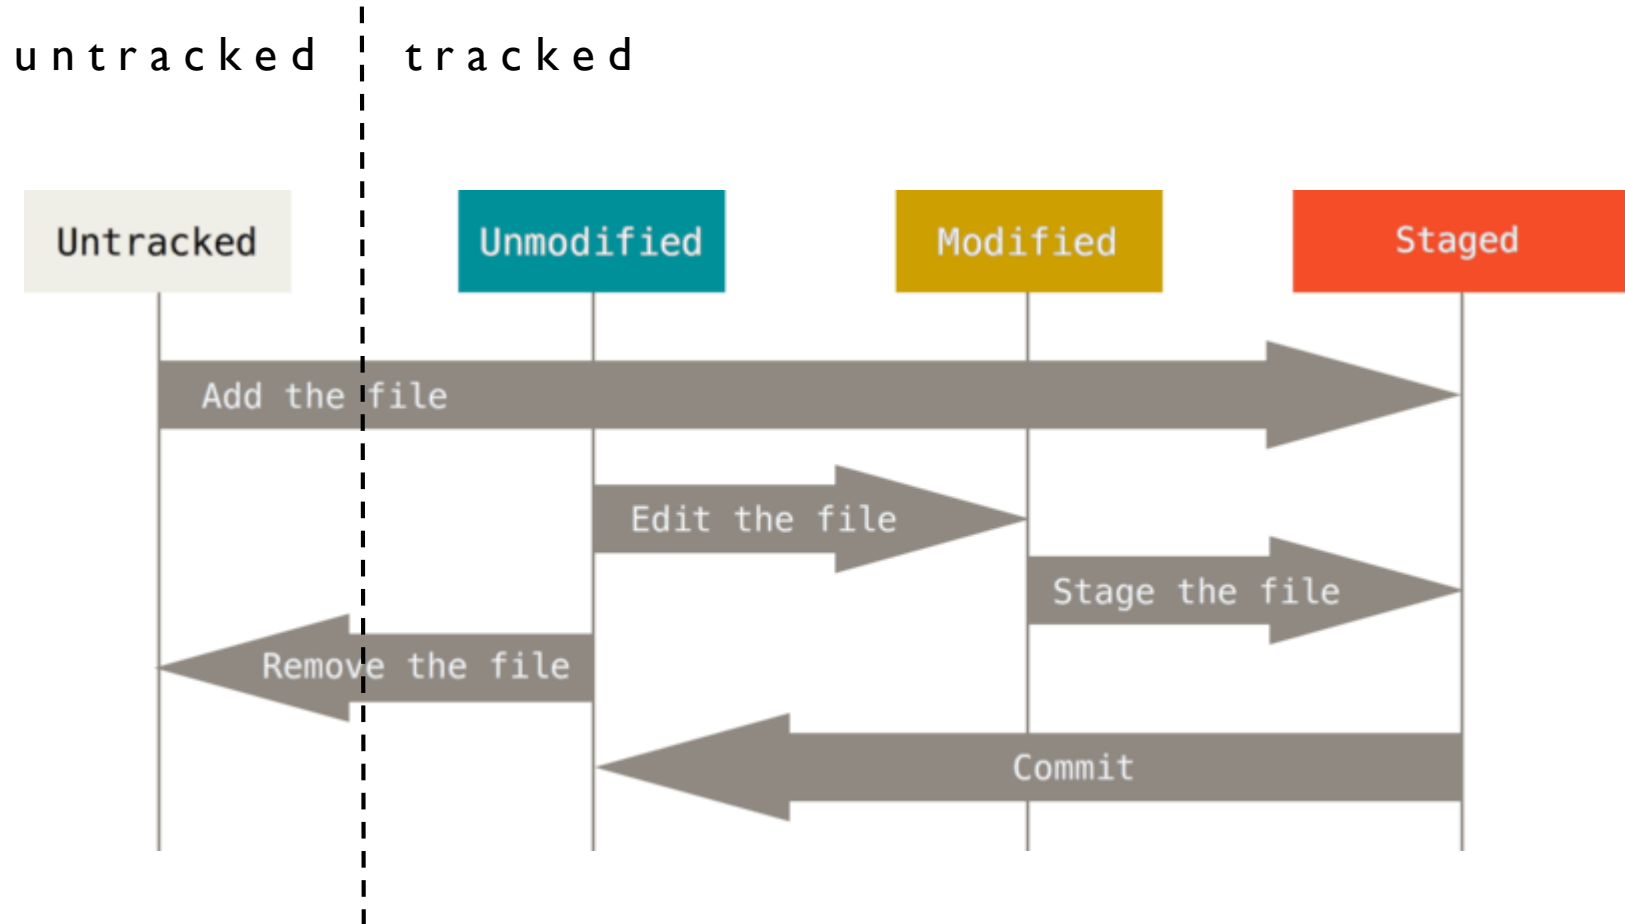 untracked
tracked
Untracked
Unmodified
Modified
Staged
Add the file
Edit the file
Stage the file
Remove the file
Commit